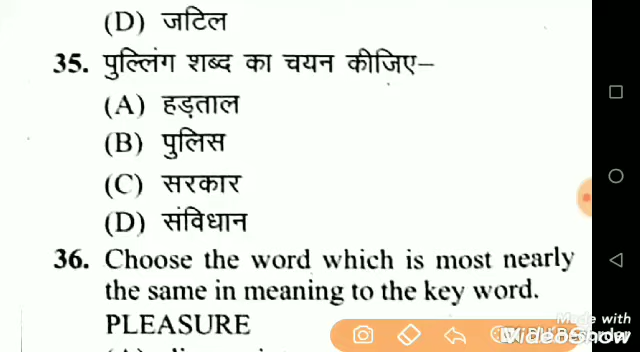 (D) जटिल
35. पुल्लिंग शब्द का चयन कीजिए–
(A) हड़ताल
(B) पुलिस
(C) सरकार
(D) संविधान
36. Choose the word which is most nearly
the same in meaning to the key word.
PLEASURE
Made with
VideoShow